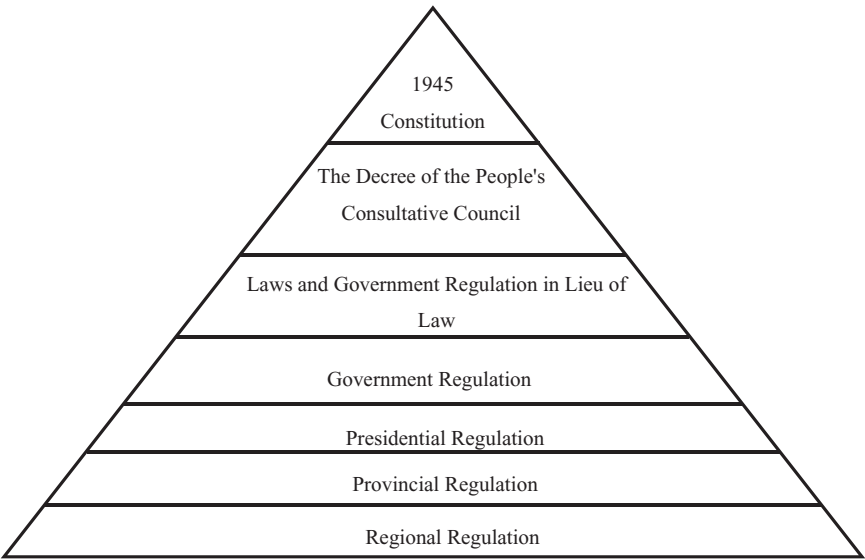 1945
Constitution
The Decree of the People's
Consultative Council
Laws and Government Regulation in Lieu of
Law
Government Regulation
Presidential Regulation
Provincial Regulation
Regional Regulation